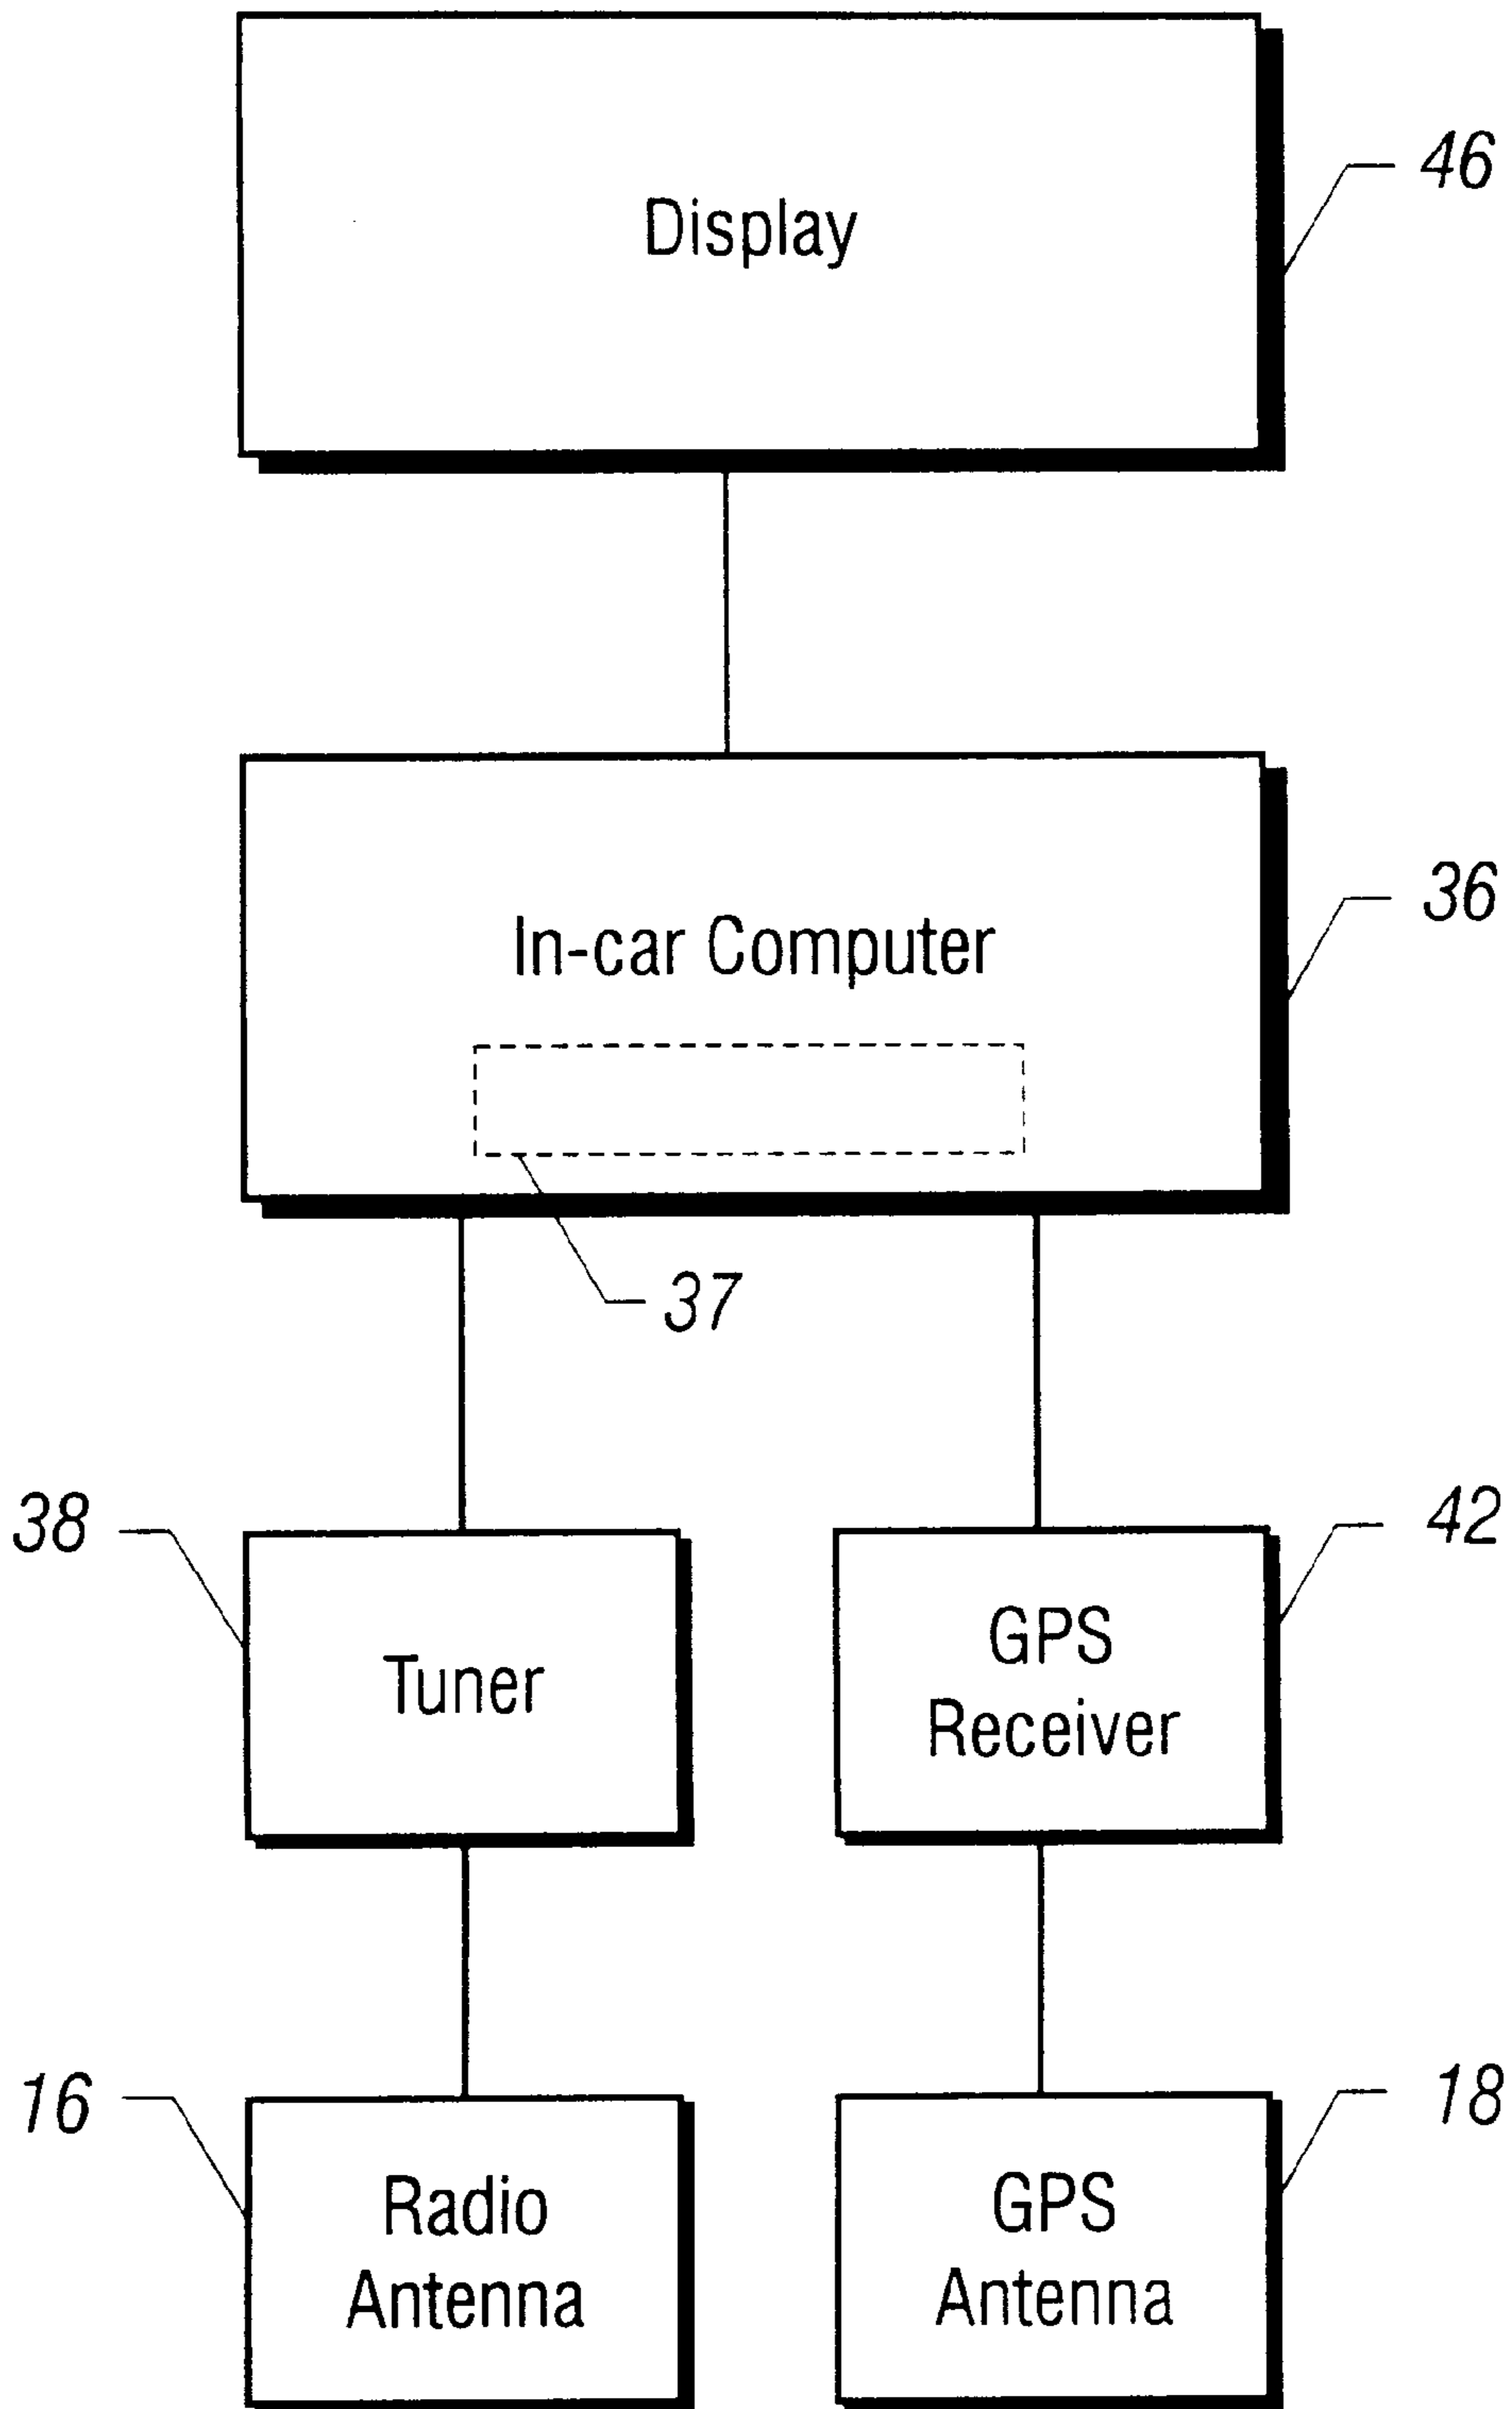 Display
46
In-car Computer
36
37
38
Tuner
42
GPS
Receiver
16
Radio
Antenna
18
GPS
Antenna